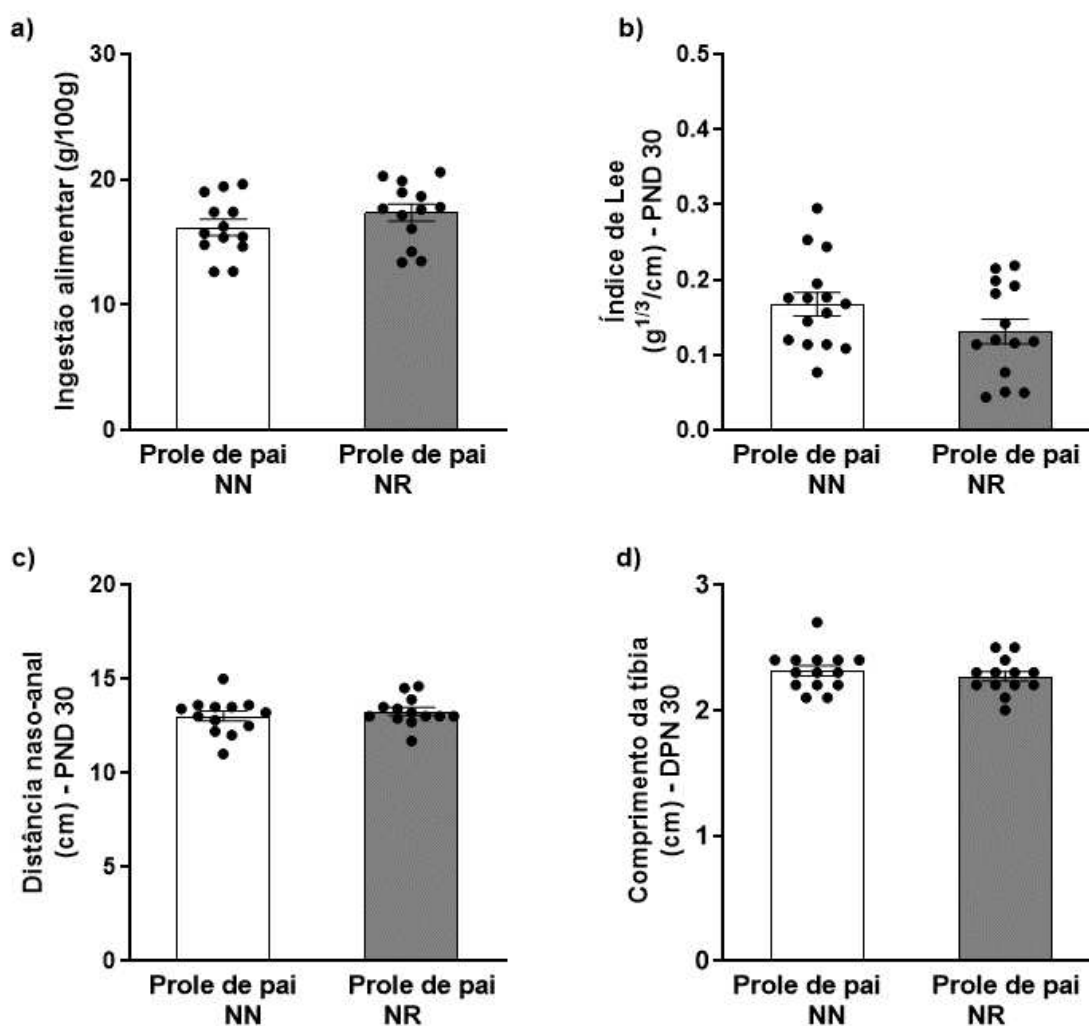 a)
Ingestão alimentar (g/100g)
30
20
10
0
Prole de pai
NN
Prole de pai
NR
b)
Índice de Lee
(g1/3/cm) - PND 30
0.5
0.4
0.3
0.2
0.1
0.0
Prole de pai
NN
Prole de pai
NR
c)
Distância naso-anal
(cm) - PND 30
20
15
10
5
0
Prole de pai
NN
Prole de pai
NR
d)
Comprimento da tíbia
(cm) - DPN 30
3
2
1
0
Prole de pai
NN
Prole de pai
NR